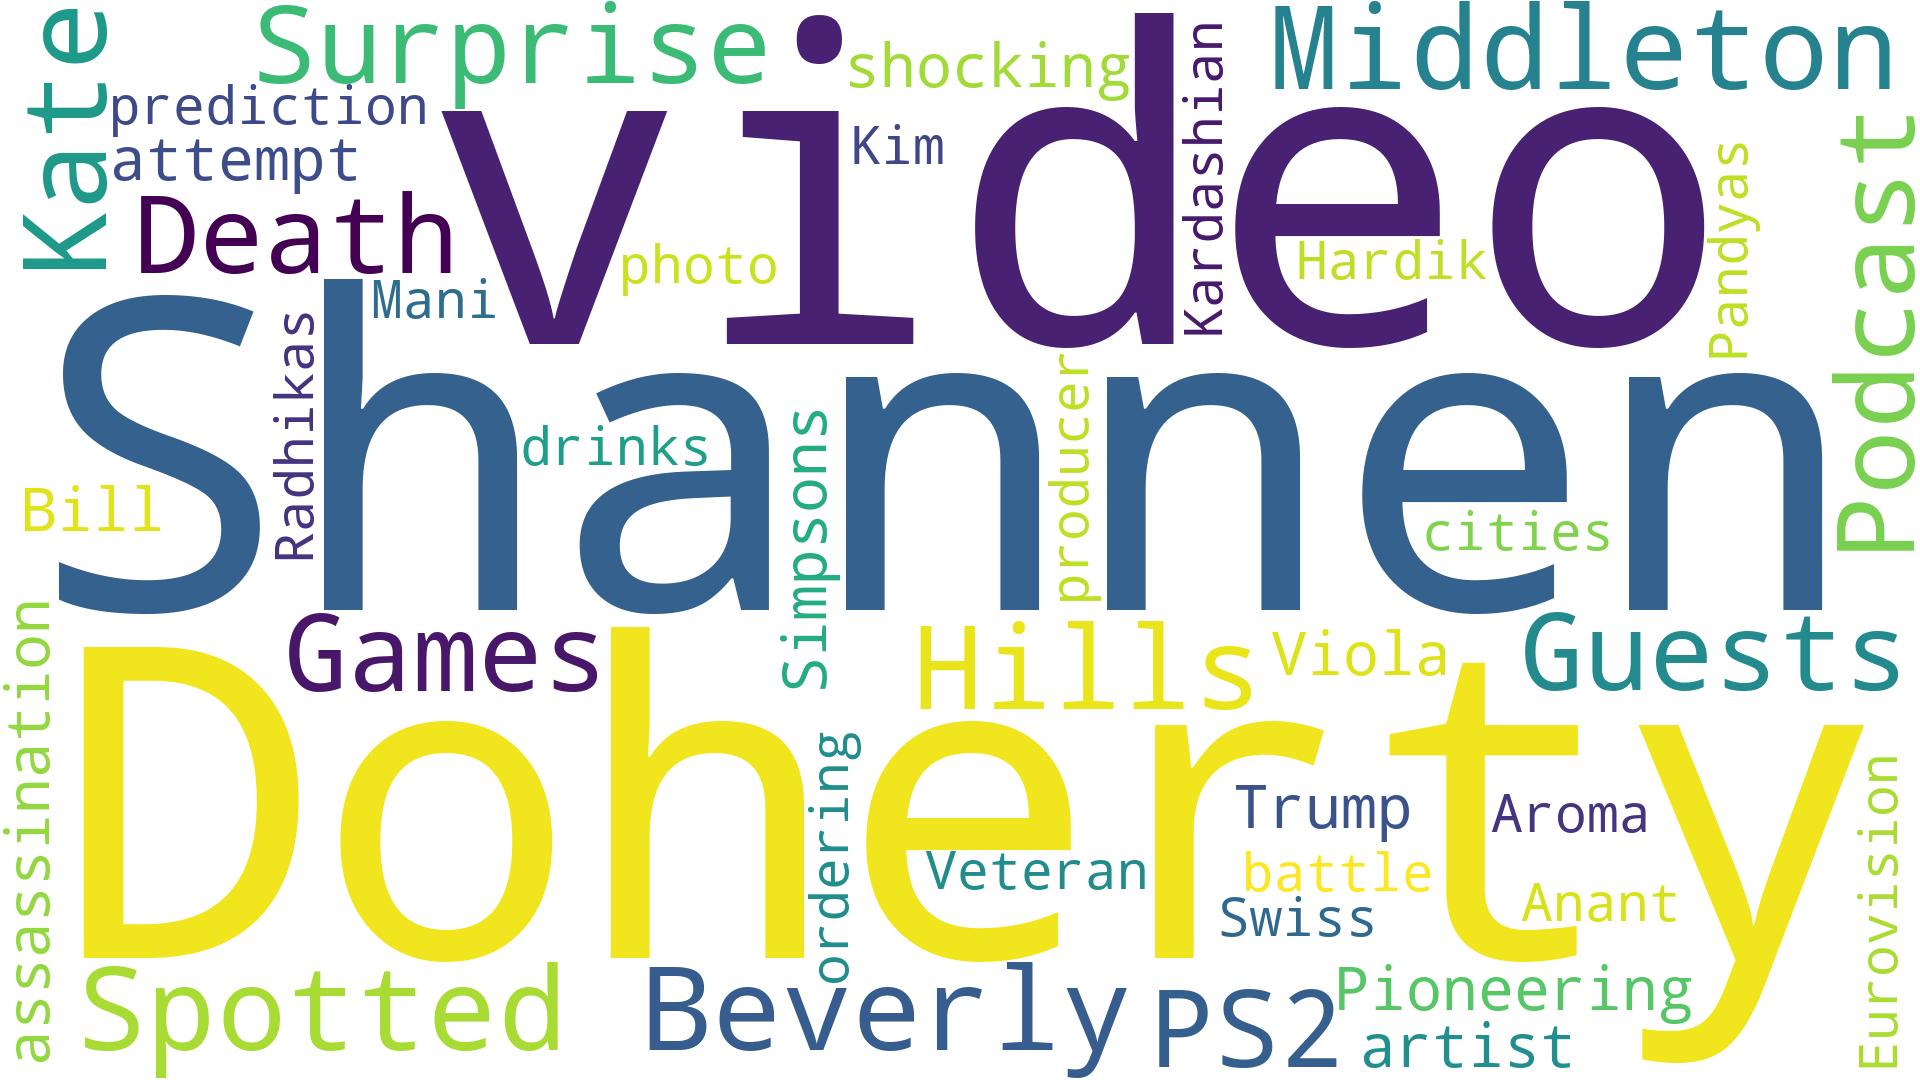 Kate
Surprise
video
shocking
Kardashian
Middleton
prediction
attempt
Kim
Death
photo
Hardik
Pandyas
Podcast
Mani
Shannen
Radhikas
drinks
Simpsons
producer
Bill
cities
assassination
Games
Hills
Viola
Guests
Doherty
ordering
Trump
Aroma
Veteran
battle
Anant
Swiss
Eurovision
Spotted
Beverly
PS2
Pioneering
artist